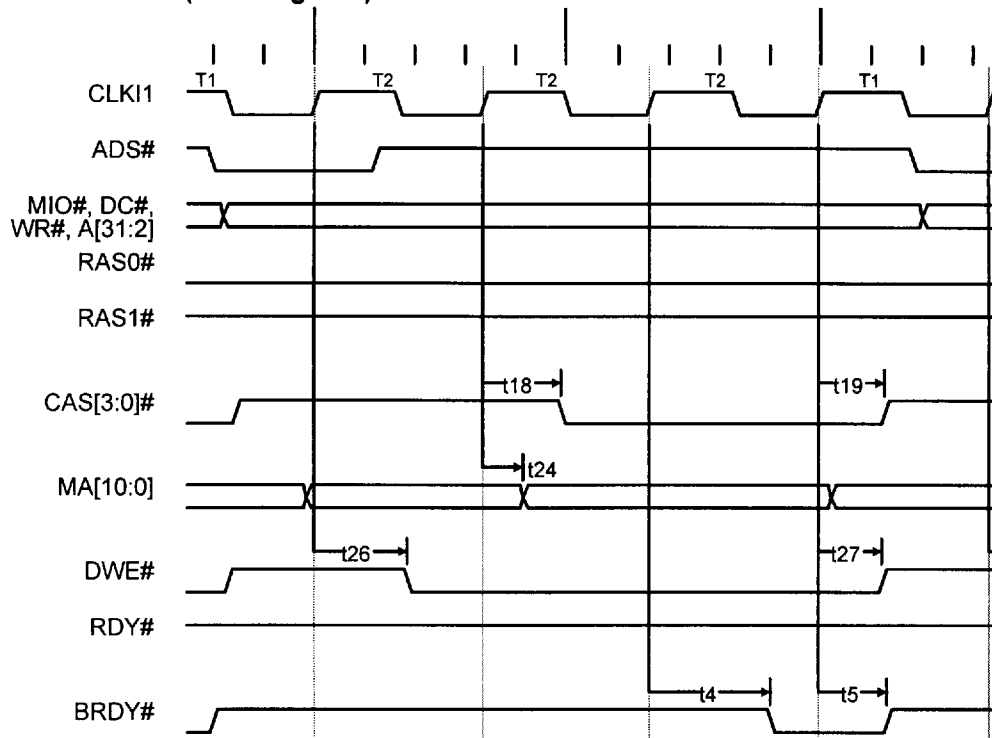 T1 T2 T2 T2 T1
CLKI1
ADS#
MIO#, DC#,
WR#, A[31:2]
RAS0#
RAS1#
t18 t19
CAS[3:0]#
t24
MA[10:0]
t26 t27
DWE#
RDY#
t4 t5
BRDY#